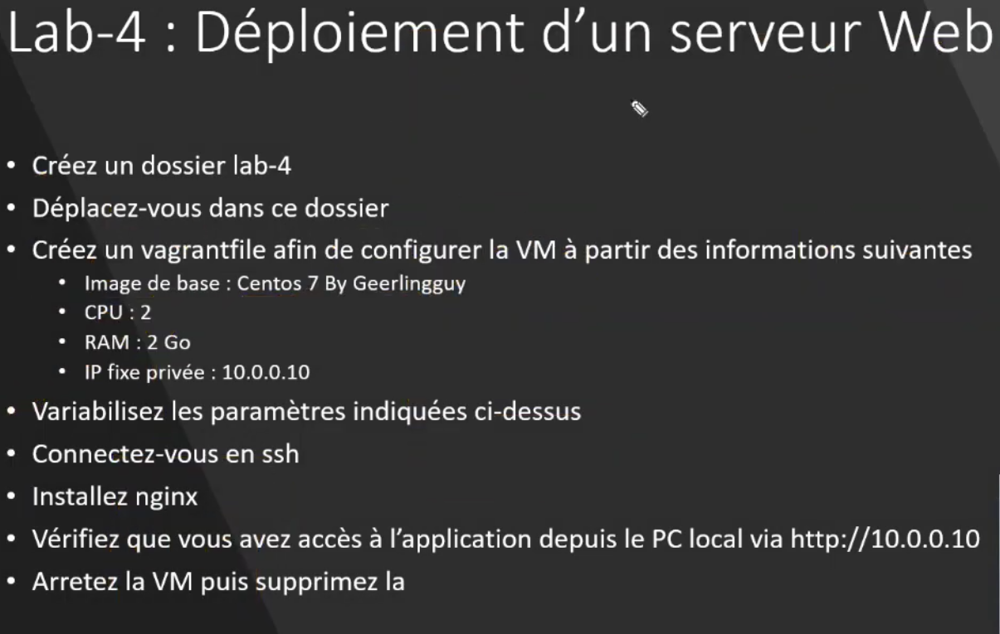 Lab-4 : Déploiement d’un serveur Web
• Créez un dossier lab-4
• Déplacez-vous dans ce dossier
• Créez un vagrantfile afin de configurer la VM à partir des informations suivantes
• Image de base : Centos 7 By Geerlingguy
• CPU : 2
• RAM : 2 Go
• IP fixe privée : 10.0.0.10
• Variabilisez les paramètres indiquées ci-dessus
• Connectez-vous en ssh
• Installez nginx
• Vérifiez que vous avez accès à l’application depuis le PC local via http://10.0.0.10
• Arretez la VM puis supprimez la